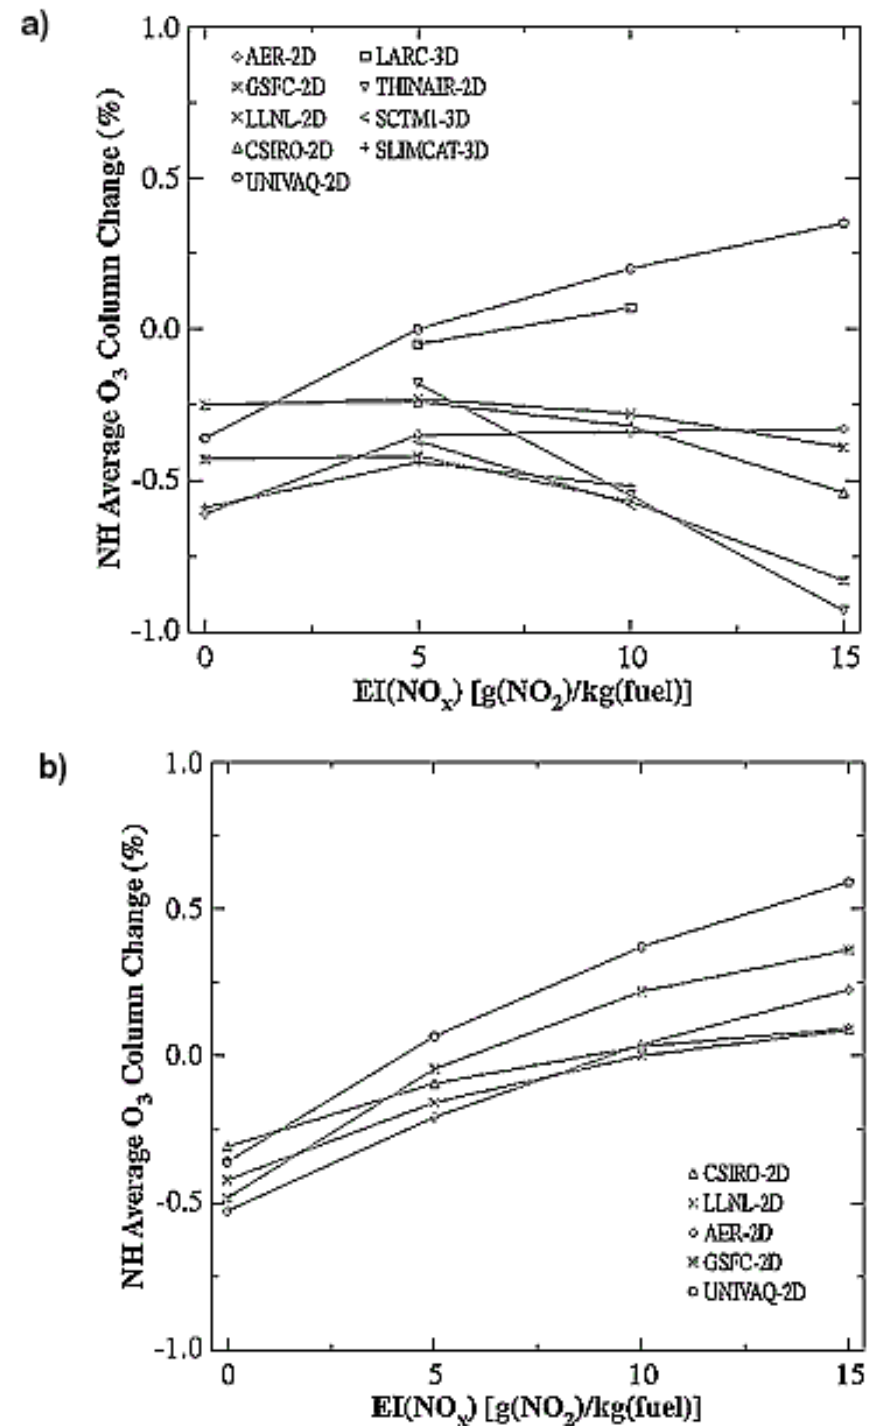 a)
1.0
0.5
0.0
-0.5
-1.0
NH Average O3 Column Change (%)
AER-2D
GSFC-2D
LLNL-2D
CSIRO-2D
UNIVAQ-2D
LARC-3D
THINAIR-2D
SCTM1-3D
SLIMCAT-3D
0 5 10 15
EI(NOx) [g(NO2)/kg(fuel)]
b)
1.0
0.5
0.0
-0.5
-1.0
NH Average O3 Column Change (%)
CSIRO-2D
LLNL-2D
AER-2D
GSFC-2D
UNIVAQ-2D
0 5 10 15
EI(NOx) [g(NO2)/kg(fuel)]